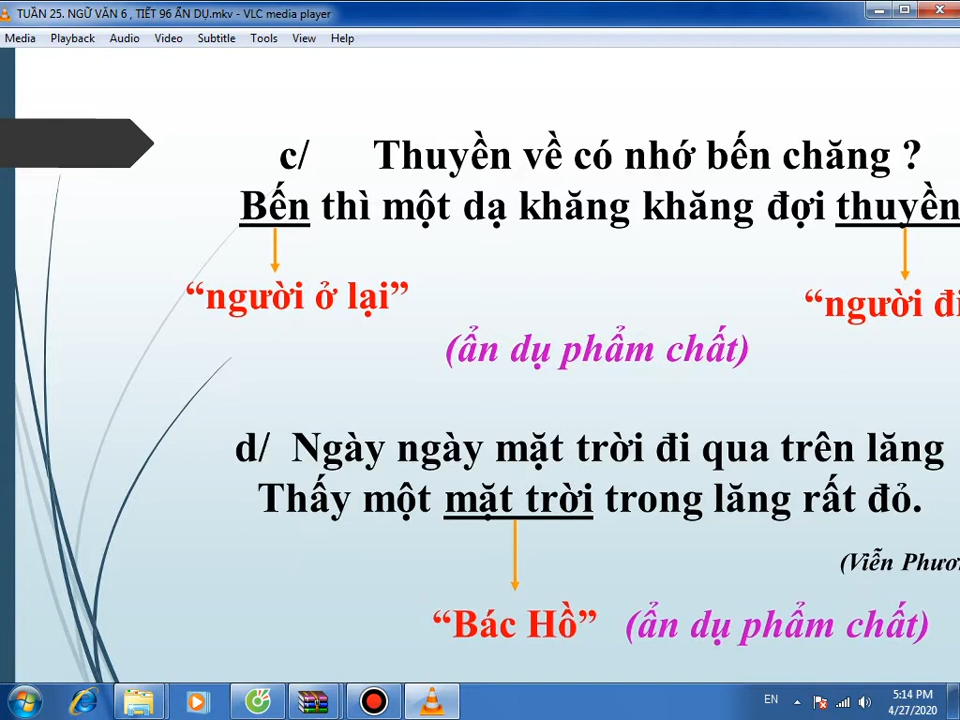 TUẦN 25. NGỮ VĂN 6 , TIẾT 96 ẨN DỤ.mkv - VLC media player
Media Playback Audio Video Subtitle Tools View Help
c/ Thuyền về có nhớ bến chăng ?
Bến thì một dạ khăng khăng đợi thuyền
“người ở lại”
“người đi
(ẩn dụ phẩm chất)
d/ Ngày ngày mặt trời đi qua trên lăng
Thấy một mặt trời trong lăng rất đỏ.
(Viễn Phươn
“Bác Hồ” (ẩn dụ phẩm chất)
EN
5:14 PM
4/27/2020